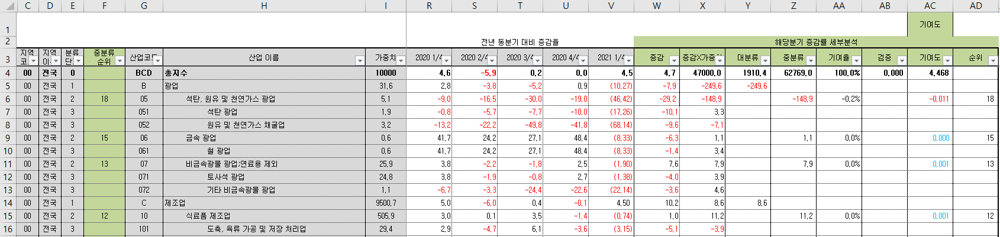 C D E F G H I R S T U V W X Y Z AA AB AC AD
1 기여도
2 전년 동분기 대비 증감율 해당분기 증감률 세부분석
3 지역 지역 분류 중분류 순위 산업코드 산업 이름 가중치 2020 1/4 2020 2/4 2020 3/4 2020 4/4 2021 1/4 증감 증감X가중 대분류 중분류 기여율 검증 기여도 순위
4 00 전국 0 BCD 총지수 10000 4.6 -5.9 0.2 0.0 4.5 4.7 47000.0 1910.4 62769.0 100.0% 0.000 4.468
5 00 전국 1 B 광업 31.6 2.8 -3.8 -5.2 0.9 (10.27) -7.9 -249.6 -249.6
6 00 전국 2 18 05 석탄, 원유 및 천연가스 광업 5.1 -9.0 -16.5 -30.0 -19.0 (46.42) -29.2 -148.9 -148.9 -0.2% -0.011 18
7 00 전국 3 051 석탄 광업 1.9 -0.8 -5.7 -7.7 -10.0 (17.26) -10.1 3.3
8 00 전국 3 052 원유 및 천연가스 채굴업 3.2 -13.2 -22.2 -49.8 -41.8 (68.14) -9.6 -7.1
9 00 전국 2 15 06 금속 광업 0.6 41.7 24.2 27.1 48.4 (8.33) -6.3 1.1 1.1 0.0% 0.000 15
10 00 전국 3 061 철 광업 0.6 41.7 24.2 27.1 48.4 (8.33) -1.4 3.4
11 00 전국 2 13 07 비금속광물 광업;연료용 제외 25.9 3.8 -2.2 -1.8 2.5 (1.90) 7.6 7.9 7.9 0.0% 0.001 13
12 00 전국 3 071 토사석 광업 24.8 3.8 -1.9 -0.8 2.7 (1.38) -4.0 3.9
13 00 전국 3 072 기타 비금속광물 광업 1.1 -6.7 -3.3 -24.4 -22.6 (22.14) -3.6 4.6
14 00 전국 1 C 제조업 9500.7 5.0 -6.0 0.4 -0.1 4.50 10.2 8.6 8.6
15 00 전국 2 12 10 식료품 제조업 505.9 3.0 0.1 3.5 -1.4 (0.74) 1.0 11.2 11.2 0.0% 0.001 12
16 00 전국 3 101 도축, 육류 가공 및 저장 처리업 29.4 2.9 -4.7 6.1 -3.6 (3.15) -5.1 -3.9